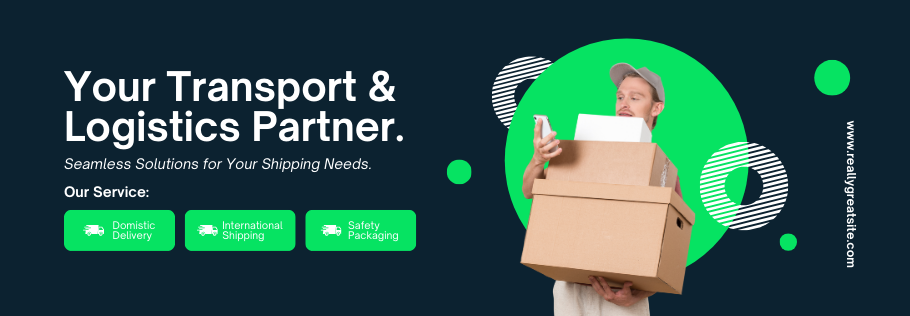 Your Transport &
Logistics Partner.
Seamless Solutions for Your Shipping Needs.
Our Service:
Domistic
Delivery
International
Shipping
Safety
Packaging
www.reallygreatsite.com